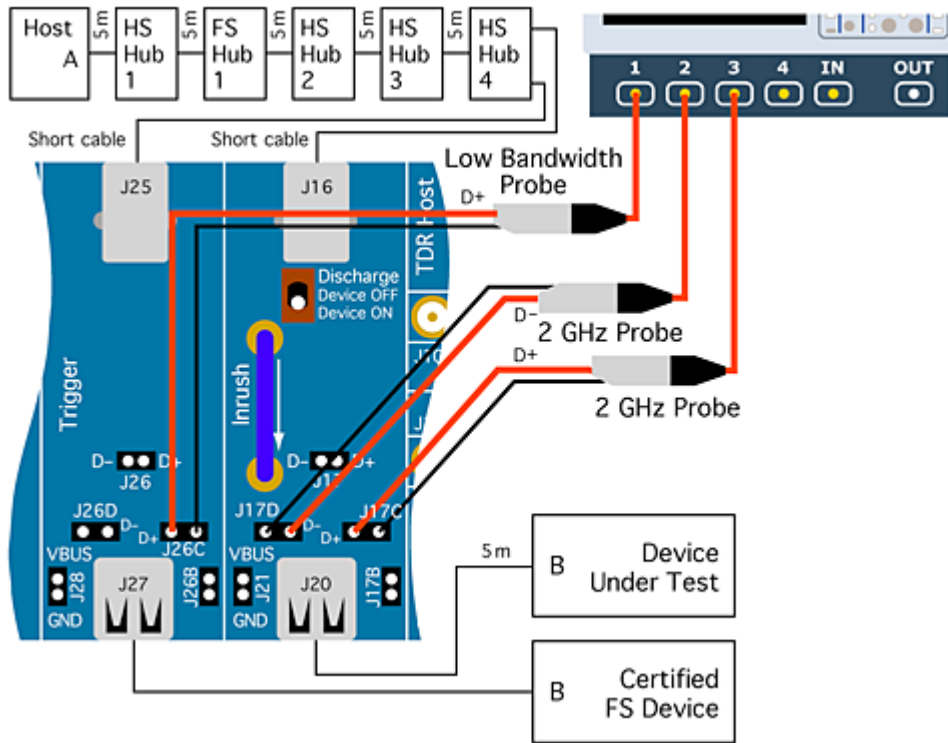 Host
A
5m
HS
Hub
1
5m
FS
Hub
1
5m
HS
Hub
2
5m
HS
Hub
3
5m
HS
Hub
4
1 2 3 4 IN OUT
Short cable
Short cable
J25
J16
Low Bandwidth
Probe
D+
TDR Host
Discharge
Device OFF
Device ON
D-
2 GHz Probe
D+
2 GHz Probe
Trigger
Inrush
D- D+
J26
D- D+
J17
J26D
D-
D+
J26C
J17D
D-
D+
J17C
VBUS
J28
GND
J27
J26B
VBUS
J21
GND
J20
J17B
5m
B
Device
Under Test
B
Certified
FS Device